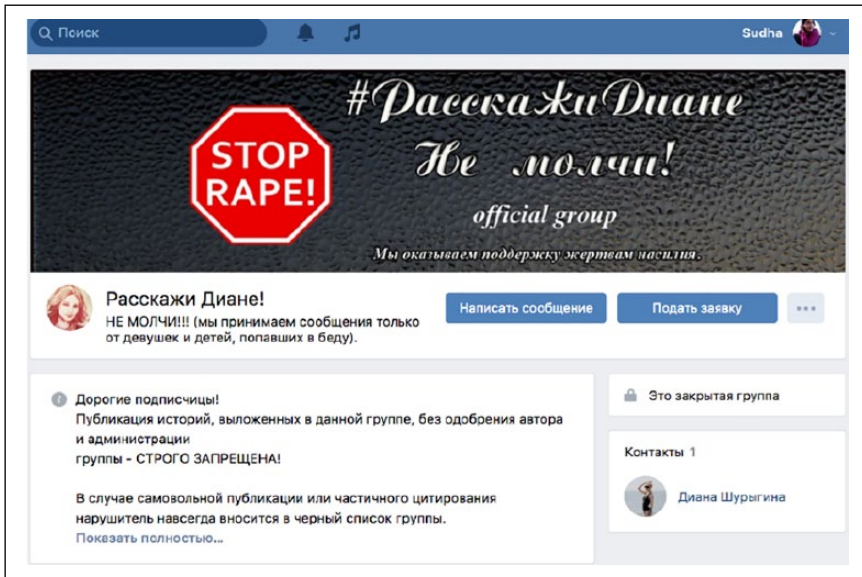 Поиск
Sudha
#РасскажиДиане
STOP
RAPE!
Не молчи!
official group
Мы оказываем поддержку жертвам насилия.
Расскажи Диане!
НЕ МОЛЧИ!!! (мы принимаем сообщения только
от девушек и детей, попавших в беду).
Написать сообщение
Подать заявку
Дорогие подписчицы!
Публикация историй, выложенных в данной группе, без одобрения автора
и администрации
группы - СТРОГО ЗАПРЕЩЕНА!
В случае самовольной публикации или частичного цитирования
нарушитель навсегда вносится в черный список группы.
Показать полностью...
Это закрытая группа
Контакты 1
Диана Шурыгина